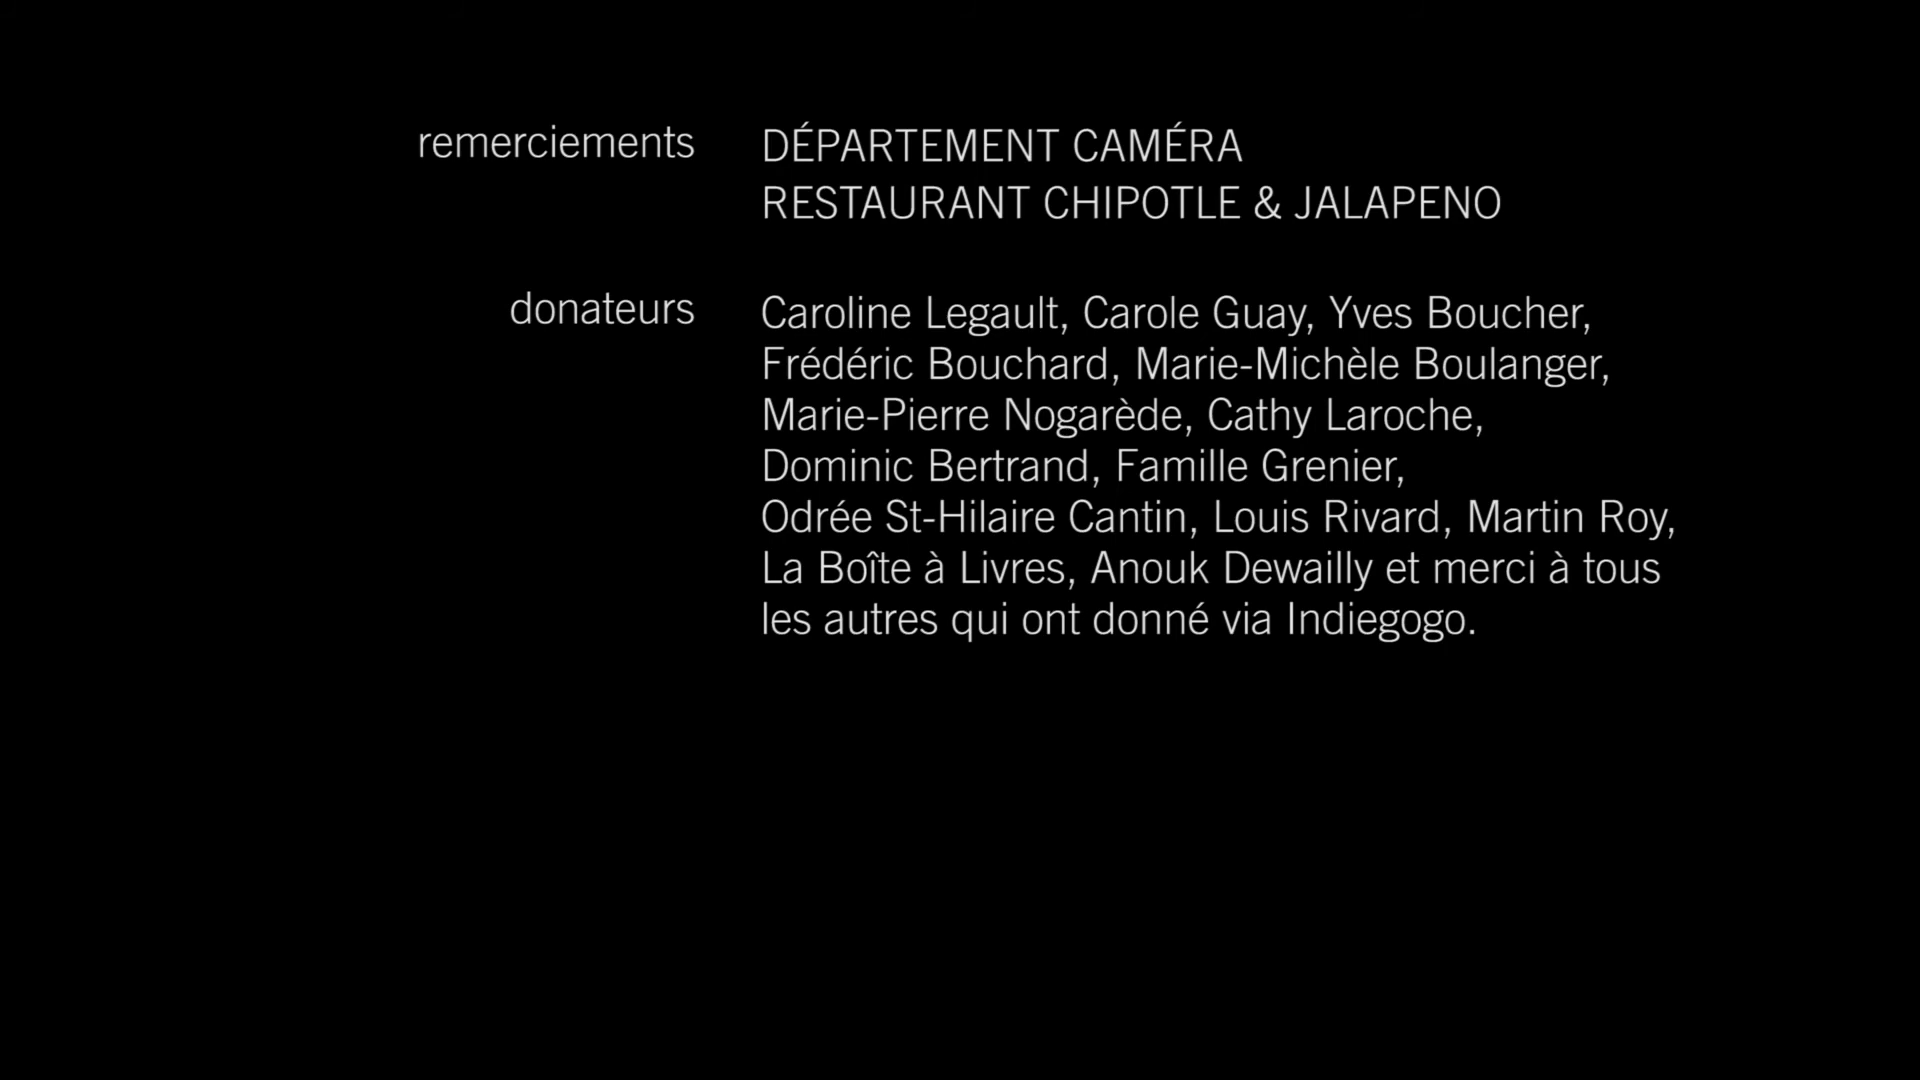 remerciements DÉPARTEMENT CAMÉRA
RESTAURANT CHIPOTLE & JALAPENO
donateurs Caroline Legault, Carole Guay, Yves Boucher,
Frédéric Bouchard, Marie-Michèle Boulanger,
Marie-Pierre Nogarède, Cathy Laroche,
Dominic Bertrand, Famille Grenier,
Odrée St-Hilaire Cantin, Louis Rivard, Martin Roy,
La Boîte à Livres, Anouk Dewailly et merci à tous
les autres qui ont donné via Indiegogo.